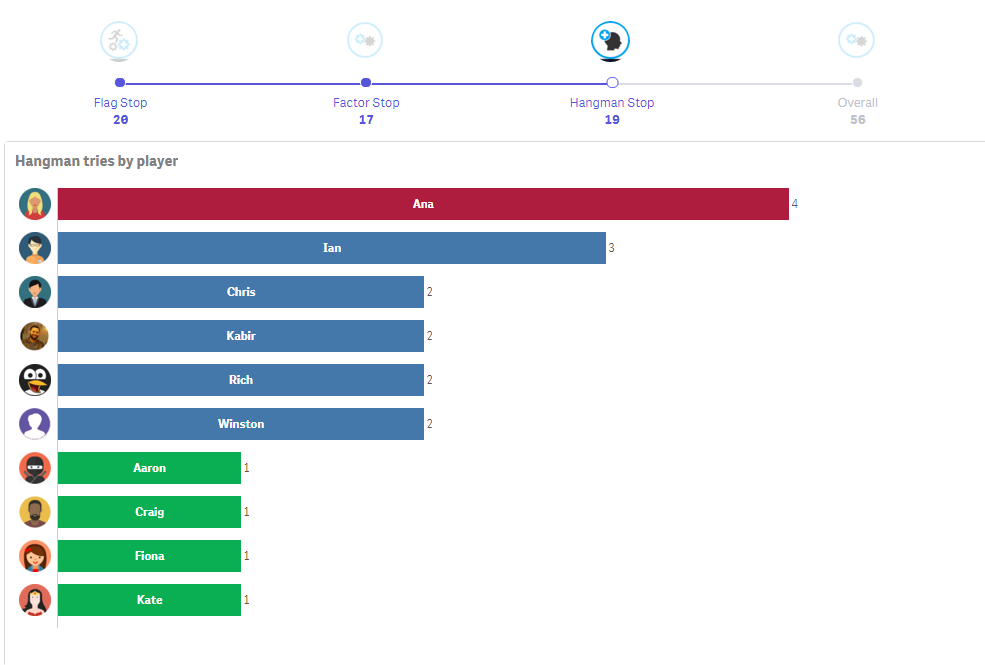 Flag Stop Factor Stop Hangman Stop Overall
20 17 19 56
Hangman tries by player
Ana 4
Ian 3
Chris 2
Kabir 2
Rich 2
Winston 2
Aaron 1
Craig 1
Fiona 1
Kate 1